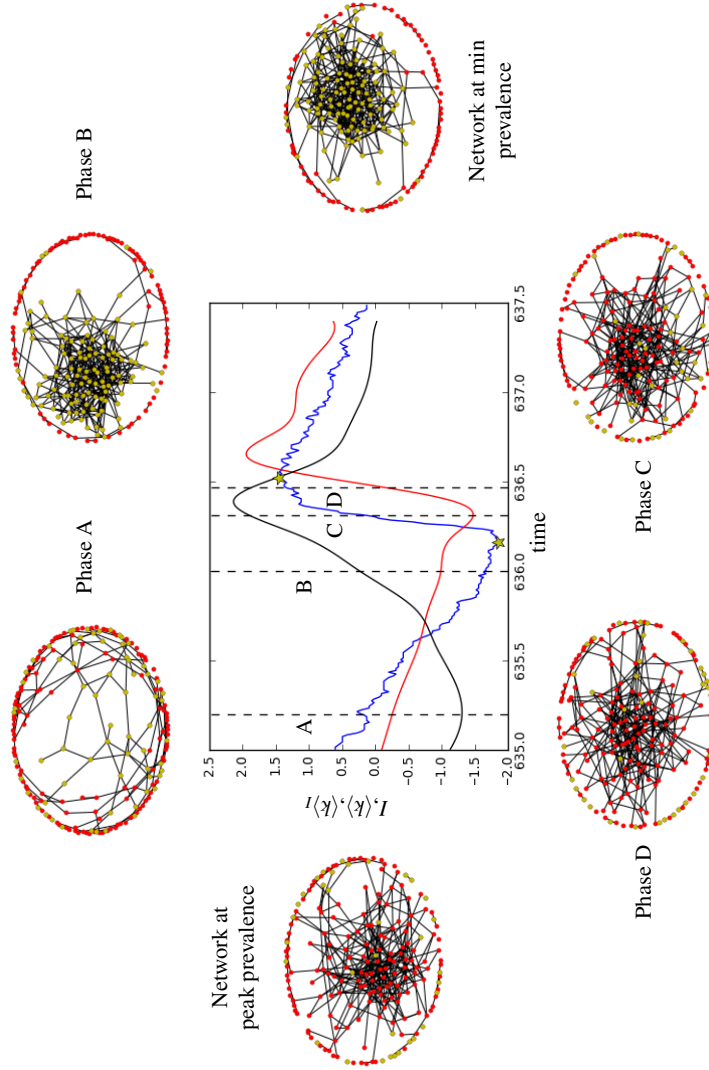 Phase A
Phase B
Network at
peak prevalence
Network at min
prevalence
I,⟨k⟩,⟨k⟩_I
2.5
2.0
1.5
1.0
0.5
0.0
−0.5
−1.0
−1.5
−2.0
A
B
C
D
635.0
635.5
636.0
636.5
637.0
637.5
time
Phase D
Phase C